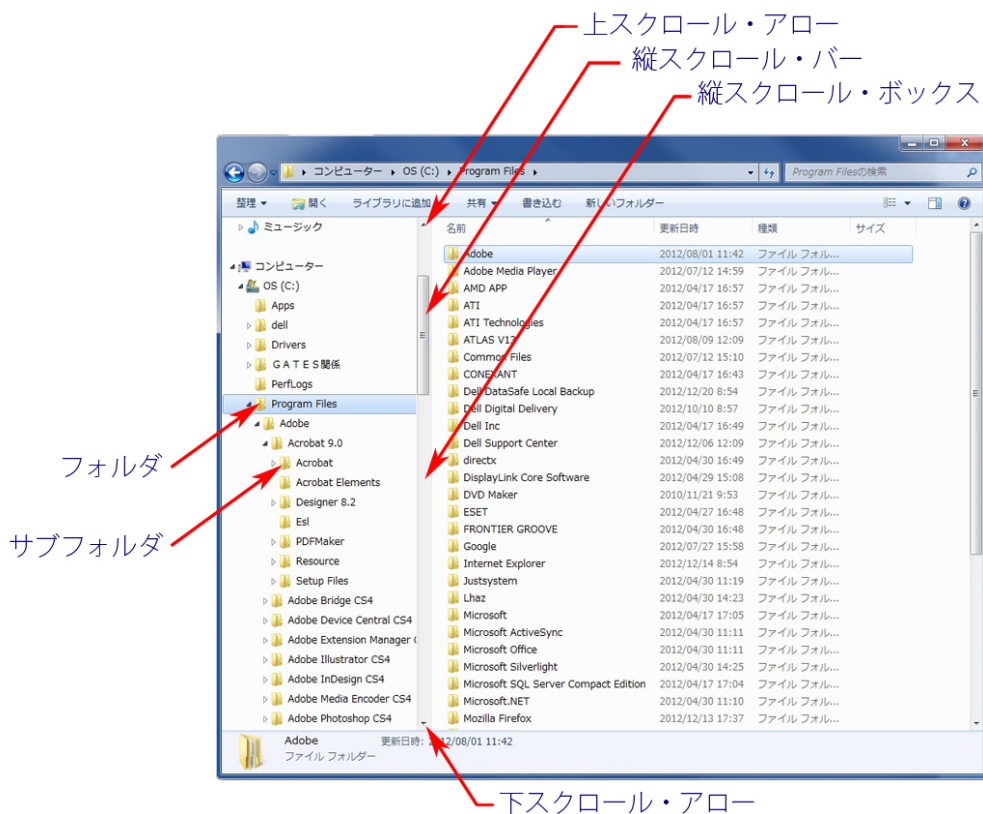 上スクロール・アロー
縦スクロール・バー
縦スクロール・ボックス
コンピューター OS (C:) Program Files
Program Filesの検索
整理 開く ライブラリに追加 共有 書き込む 新しいフォルダー
ミュージック
コンピューター
OS (C:)
Apps
dell
Drivers
GATES関係
PerfLogs
Program Files
Adobe
Acrobat 9.0
Acrobat
Acrobat Elements
Designer 8.2
Esl
PDFMaker
Resource
Setup Files
Adobe Bridge CS4
Adobe Device Central CS4
Adobe Extension Manager
Adobe Illustrator CS4
Adobe InDesign CS4
Adobe Media Encoder CS4
Adobe Photoshop CS4
名前 更新日時 種類 サイズ
Adobe 2012/08/01 11:42 ファイル フォル...
Adobe Media Player 2012/07/12 14:59 ファイル フォル...
AMD APP 2012/04/17 16:57 ファイル フォル...
ATI 2012/04/17 16:57 ファイル フォル...
ATI Technologies 2012/04/17 16:57 ファイル フォル...
ATLAS V13 2012/08/09 12:09 ファイル フォル...
Common Files 2012/07/12 15:10 ファイル フォル...
CONEXANT 2012/04/17 16:43 ファイル フォル...
Dell DataSafe Local Backup 2012/12/20 8:54 ファイル フォル...
Dell Digital Delivery 2012/10/10 8:57 ファイル フォル...
Dell Inc 2012/04/17 16:49 ファイル フォル...
Dell Support Center 2012/12/06 12:09 ファイル フォル...
directx 2012/04/30 16:49 ファイル フォル...
DisplayLink Core Software 2012/04/29 15:08 ファイル フォル...
DVD Maker 2010/11/21 9:53 ファイル フォル...
ESET 2012/04/27 16:48 ファイル フォル...
FRONTIER GROOVE 2012/04/30 16:48 ファイル フォル...
Google 2012/07/27 15:58 ファイル フォル...
Internet Explorer 2012/12/14 8:54 ファイル フォル...
Justsystem 2012/04/30 11:19 ファイル フォル...
Lhaz 2012/04/30 14:23 ファイル フォル...
Microsoft 2012/04/17 17:05 ファイル フォル...
Microsoft ActiveSync 2012/04/30 11:11 ファイル フォル...
Microsoft Office 2012/04/30 11:11 ファイル フォル...
Microsoft Silverlight 2012/04/30 14:25 ファイル フォル...
Microsoft SQL Server Compact Edition 2012/04/17 17:04 ファイル フォル...
Microsoft.NET 2012/04/30 11:10 ファイル フォル...
Mozilla Firefox 2012/12/13 17:37 ファイル フォル...
フォルダ
サブフォルダ
Adobe 更新日時: 2012/08/01 11:42
ファイル フォルダー
下スクロール・アロー